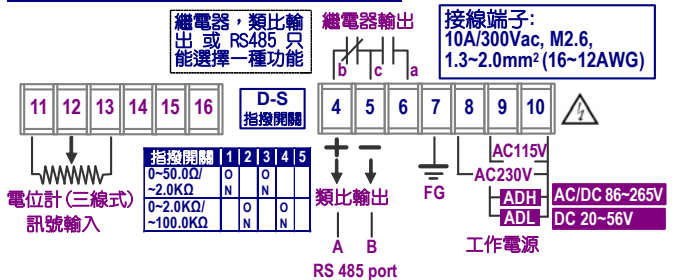 繼電器，類比輸
出 或 RS485 只
能選擇一種功能
繼電器輸出
b c a
接線端子:
10A/300Vac, M2.6,
1.3~2.0mm² (16~12AWG)
11 12 13 14 15 16
D-S
指撥開關
4 5 6 7 8 9 10
指撥開關 1 2 3 4 5
0~50.0Ω/ ~2.0KΩ ON ON
0~2.0KΩ/ ~100.0KΩ ON ON
電位計(三線式)
訊號輸入
+ −
類比輸出
A B
RS 485 port
FG
AC115V
AC230V
ADH AC/DC 86~265V
ADL DC 20~56V
工作電源